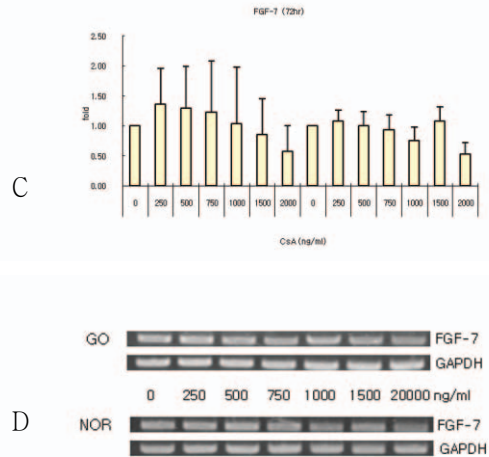 FGF-7 (72hr)
2.50
2.00
1.50
1.00
0.50
0.00
fold
0 250 500 750 1000 1500 2000 0 250 500 750 1000 1500 2000
CsA(ng/ml)
C
GO FGF-7
GAPDH
0 250 500 750 1000 1500 20000 ng/ml
D NOR FGF-7
GAPDH